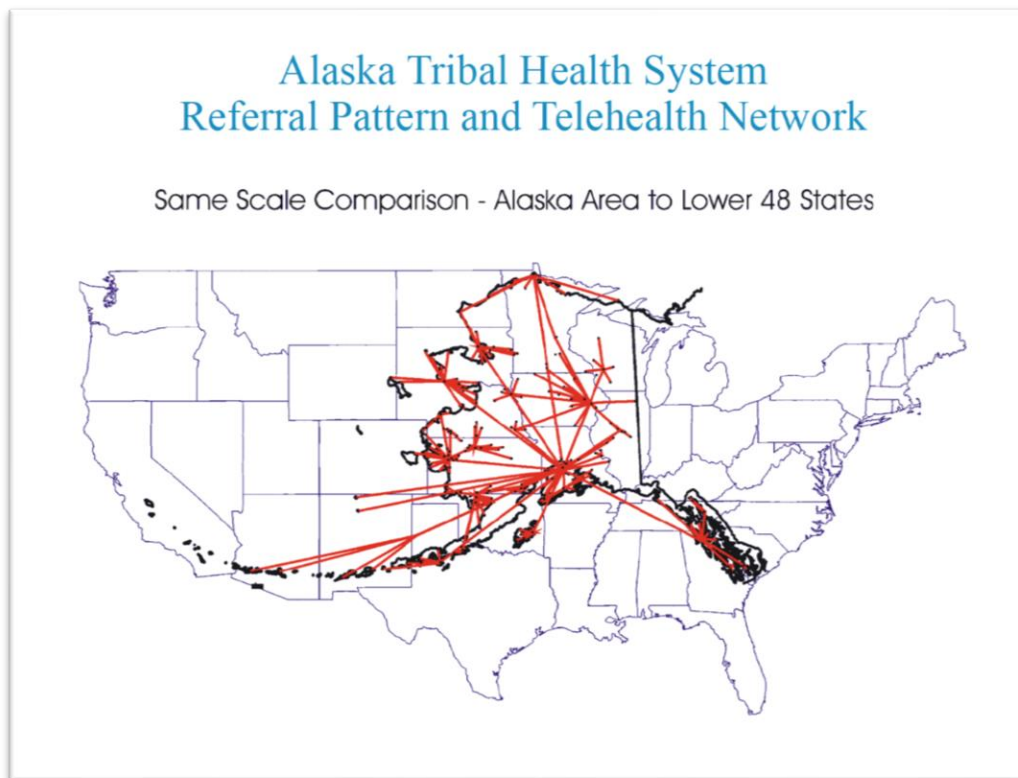 Alaska Tribal Health System
Referral Pattern and Telehealth Network
Same Scale Comparison - Alaska Area to Lower 48 States